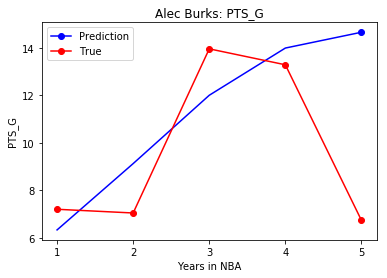 Alec Burks: PTS_G
Prediction
True
14
12
10
8
6
PTS_G
1 2 3 4 5
Years in NBA